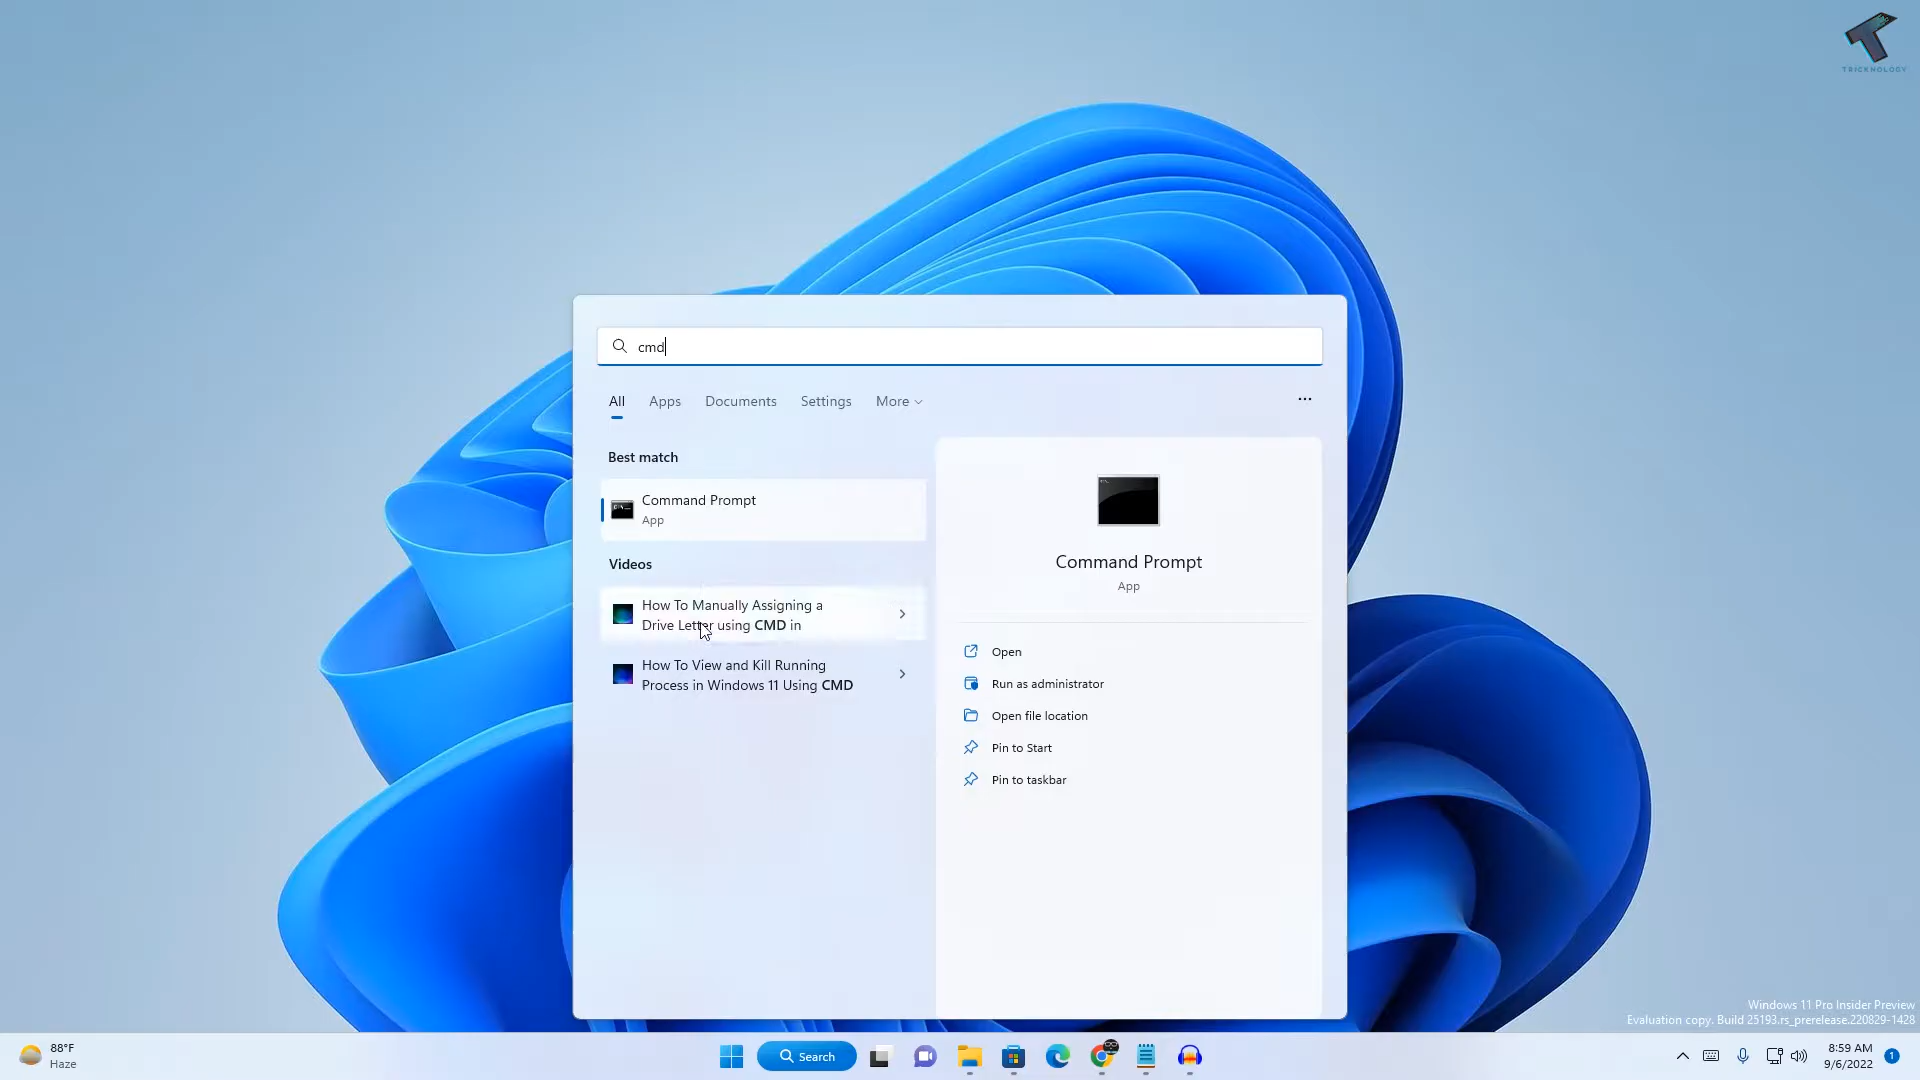 TRICKNOLOGY
cmd
All Apps Documents Settings More
Best match
Command Prompt
App
Videos
How To Manually Assigning a
Drive Letter using CMD in
How To View and Kill Running
Process in Windows 11 Using CMD
Command Prompt
App
Open
Run as administrator
Open file location
Pin to Start
Pin to taskbar
Windows 11 Pro Insider Preview
Evaluation copy. Build 25193.rs_prerelease.220829-1428
88°F
Haze
Search
8:59 AM
9/6/2022
1